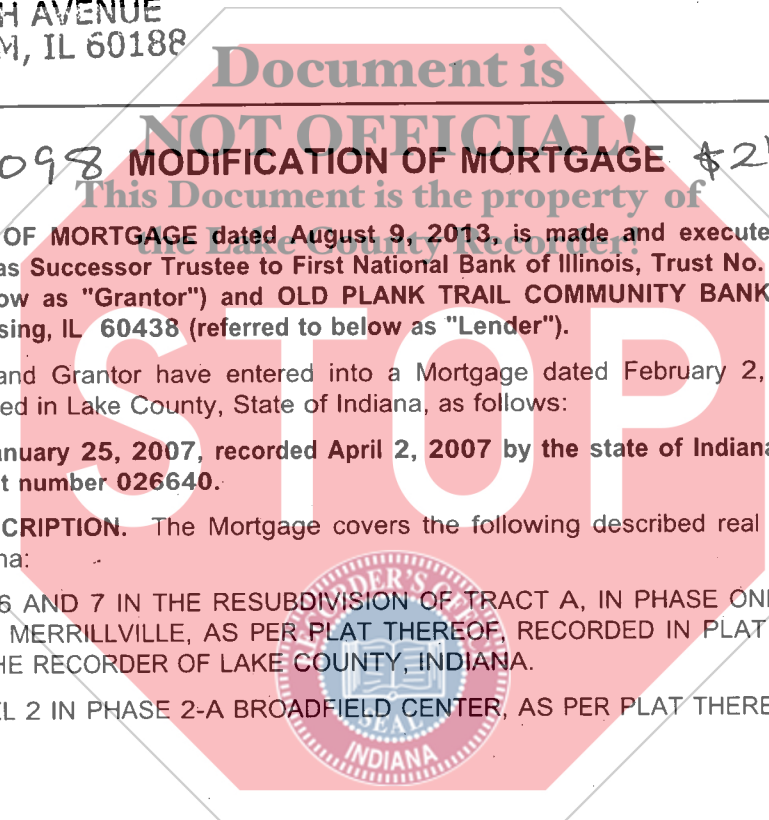 H AVENUE
M, IL 60188
Document is
NOT OFFICIAL!
098 MODIFICATION OF MORTGAGE $2
This Document is the property of
the Lake County Recorder!
OF MORTGAGE dated August 9, 2013, is made and execute
as Successor Trustee to First National Bank of Illinois, Trust No.
ow as "Grantor") and OLD PLANK TRAIL COMMUNITY BANK
sing, IL 60438 (referred to below as "Lender").
and Grantor have entered into a Mortgage dated February 2,
ed in Lake County, State of Indiana, as follows:
anuary 25, 2007, recorded April 2, 2007 by the state of Indiana
t number 026640.
STOP
CRIPTION. The Mortgage covers the following described real
na:
6 AND 7 IN THE RESUBDIVISION OF TRACT A, IN PHASE ON
MERRILLVILLE, AS PER PLAT THEREOF, RECORDED IN PLAT
HE RECORDER OF LAKE COUNTY, INDIANA.
EL 2 IN PHASE 2-A BROADFIELD CENTER, AS PER PLAT THERE
RECORDER'S OFFICE
SEAL
INDIANA